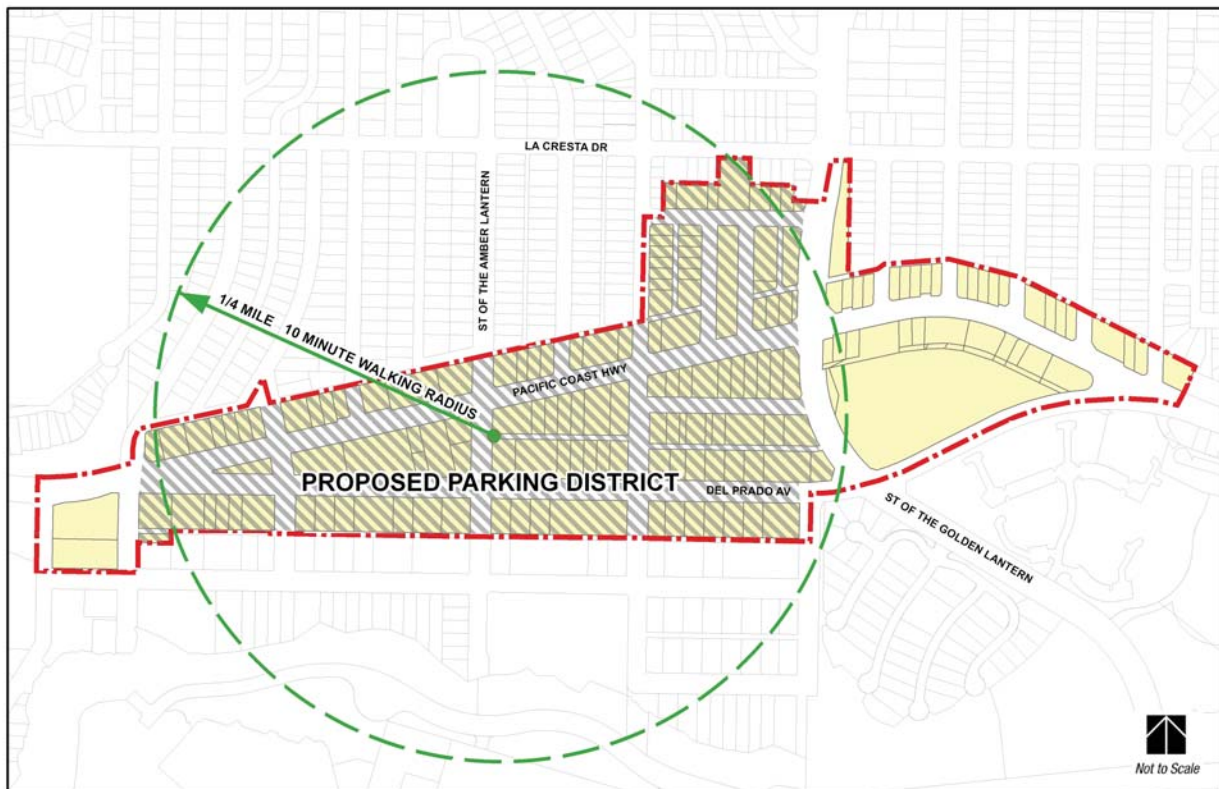 LA CRESTA DR
ST OF THE AMBER LANTERN
1/4 MILE 10 MINUTE WALKING RADIUS
PACIFIC COAST HWY
PROPOSED PARKING DISTRICT
DEL PRADO AV
ST OF THE GOLDEN LANTERN
Not to Scale